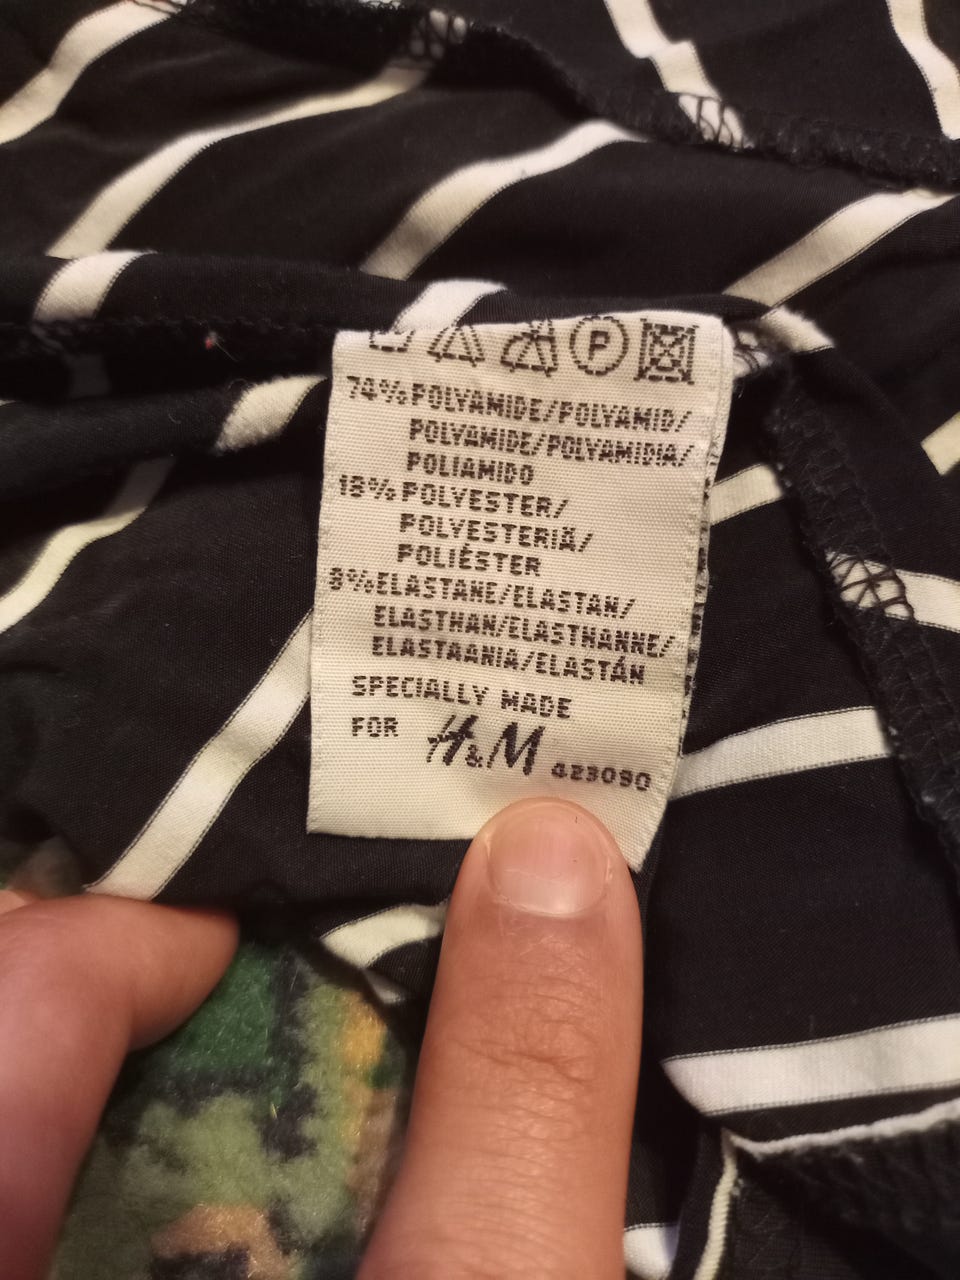 P
74% POLYAMIDE/POLYAMID/
POLYAMIDE/POLYAMIDIA/
POLIAMIDO
18% POLYESTER/
POLYESTERIÄ/
POLIÉSTER
8% ELASTANE/ELASTAN/
ELASTHAN/ELASTHANNE/
ELASTAANIA/ELASTÁN
SPECIALLY MADE
FOR H&M 423090